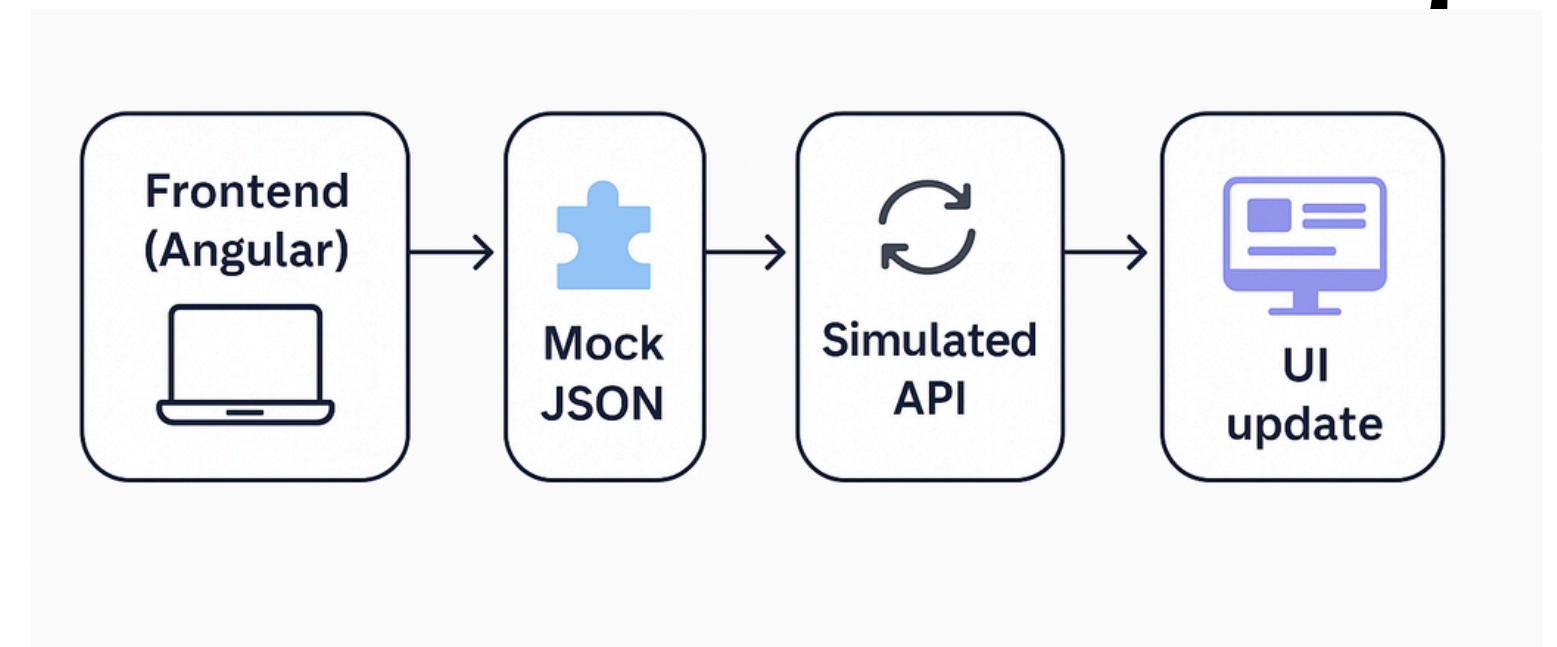 Frontend
(Angular)
Mock
JSON
Simulated
API
UI
update